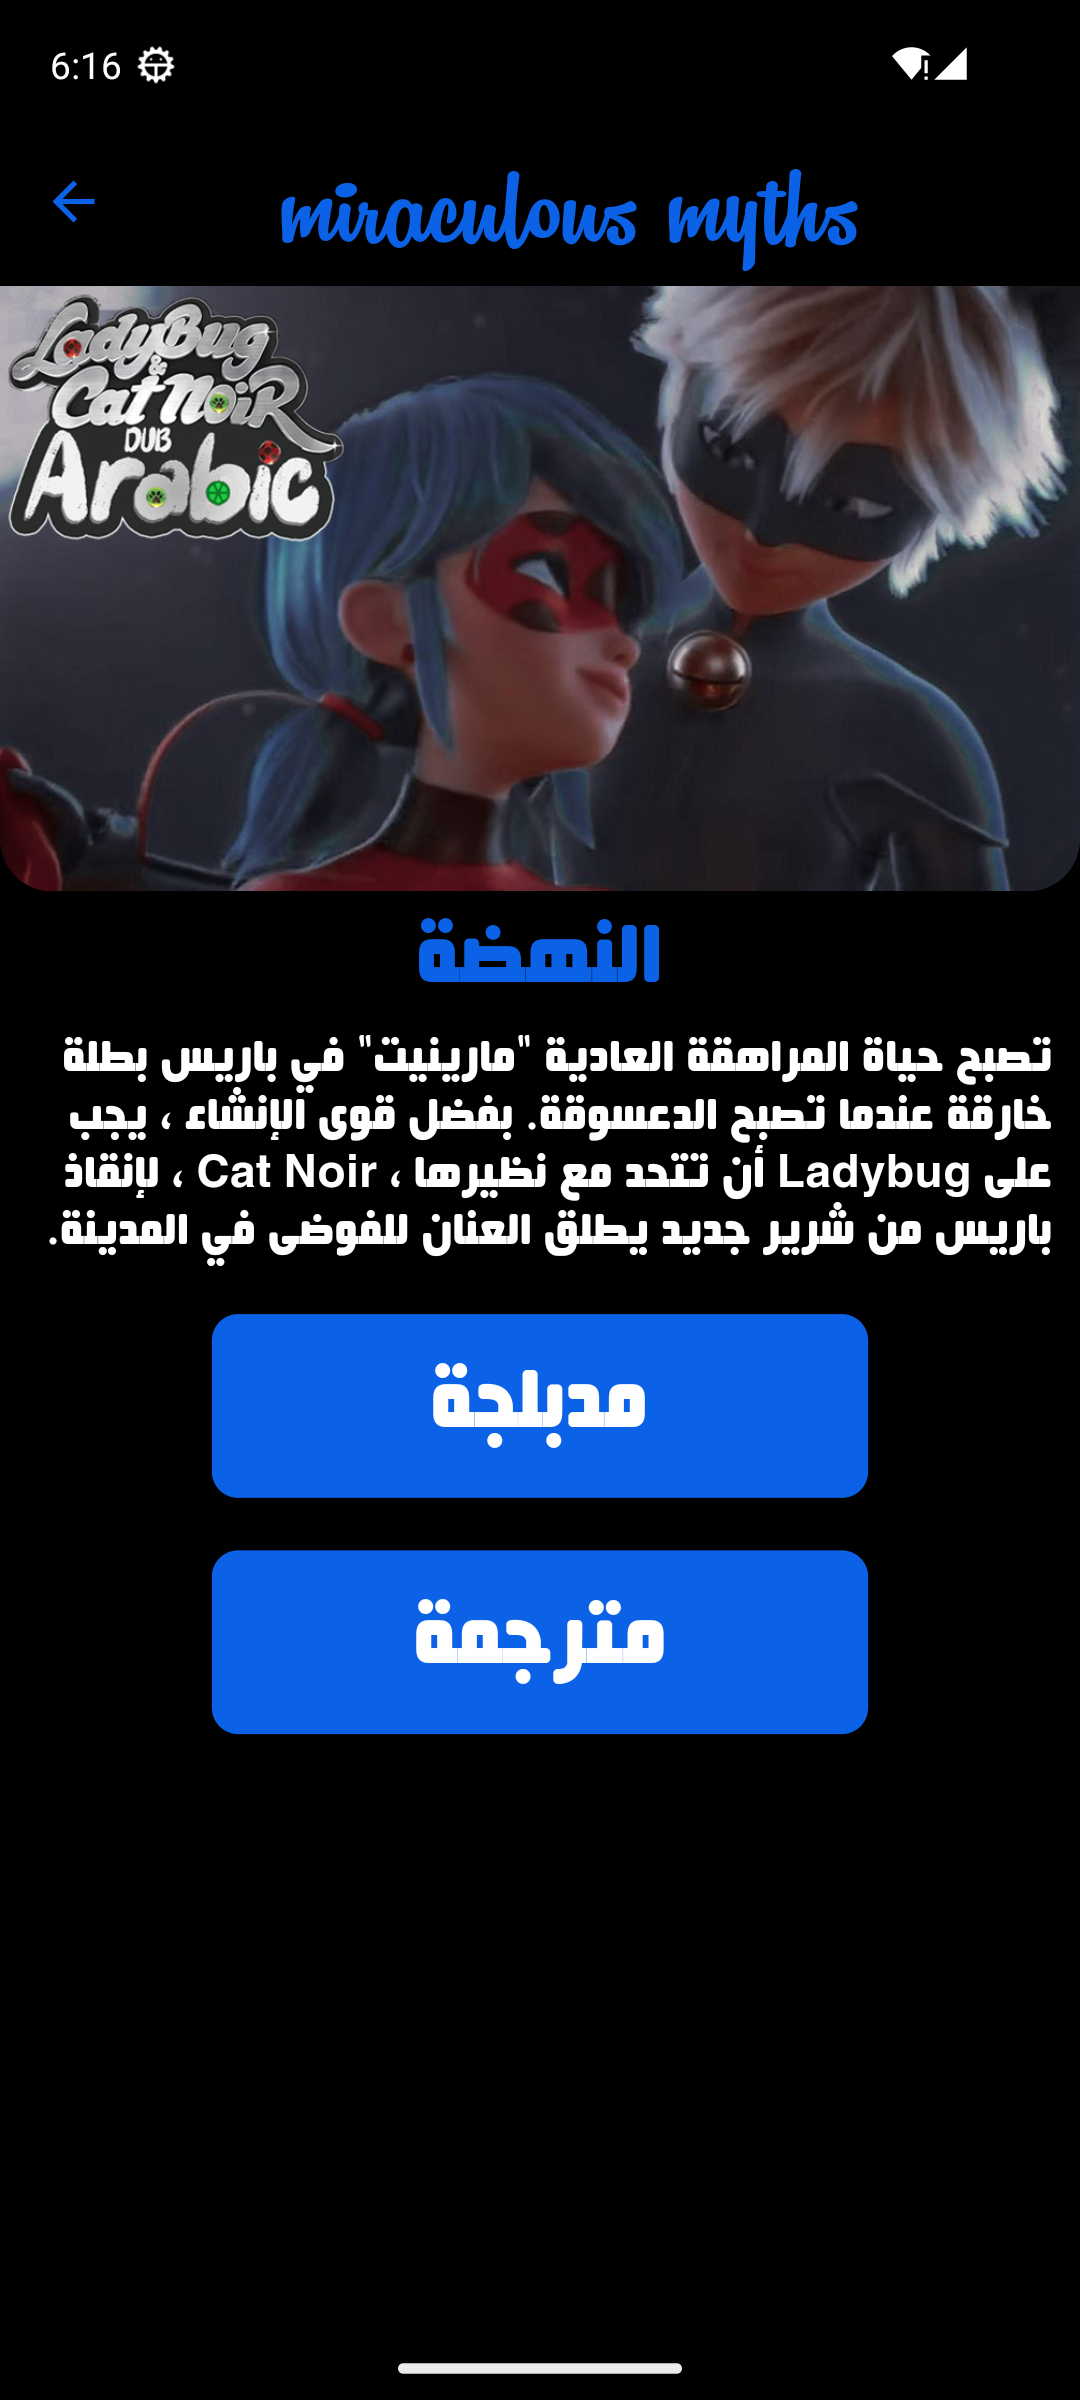 6:16
miraculous myths
LadyBug
&
Cat Noir
DUB
Arabic
النهضة
تصبح حياة المراهقة العادية "مارينيت" في باريس بطلة
خارقة عندما تصبح الدعسوقة. بفضل قوى الإنشاء ، يجب
على Ladybug أن تتحد مع نظيرها ، Cat Noir ، لإنقاذ
باريس من شرير جديد يطلق العنان للفوضى في المدينة.
مدبلجة
مترجمة